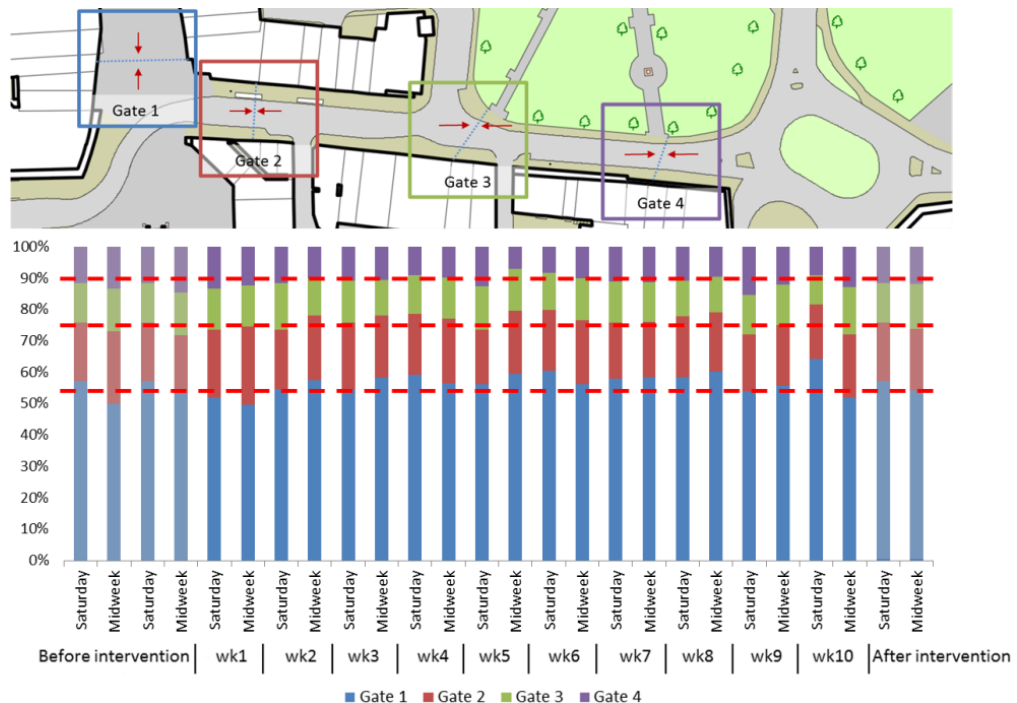 Gate 1
Gate 2
Gate 3
Gate 4
100%
90%
80%
70%
60%
50%
40%
30%
20%
10%
0%
Saturday Midweek Saturday Midweek Saturday Midweek Saturday Midweek Saturday Midweek Saturday Midweek Saturday Midweek Saturday Midweek Saturday Midweek Saturday Midweek Saturday Midweek Saturday Midweek Saturday Midweek
Before intervention wk1 wk2 wk3 wk4 wk5 wk6 wk7 wk8 wk9 wk10 After intervention
Gate 1 Gate 2 Gate 3 Gate 4